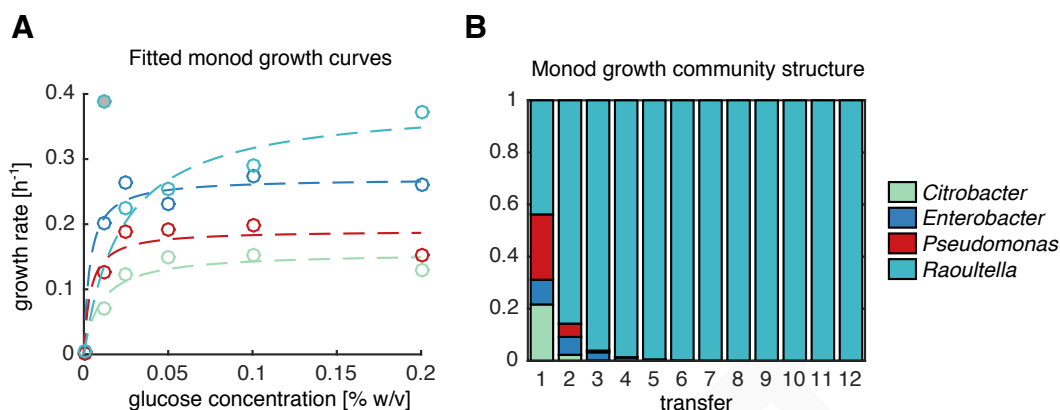 A
Fitted monod growth curves
growth rate [h⁻¹]
0.4
0.3
0.2
0.1
0
0 0.05 0.1 0.15 0.2
glucose concentration [% w/v]
B
Monod growth community structure
1
0.8
0.6
0.4
0.2
0
1 2 3 4 5 6 7 8 9 10 11 12
transfer
Citrobacter
Enterobacter
Pseudomonas
Raoultella